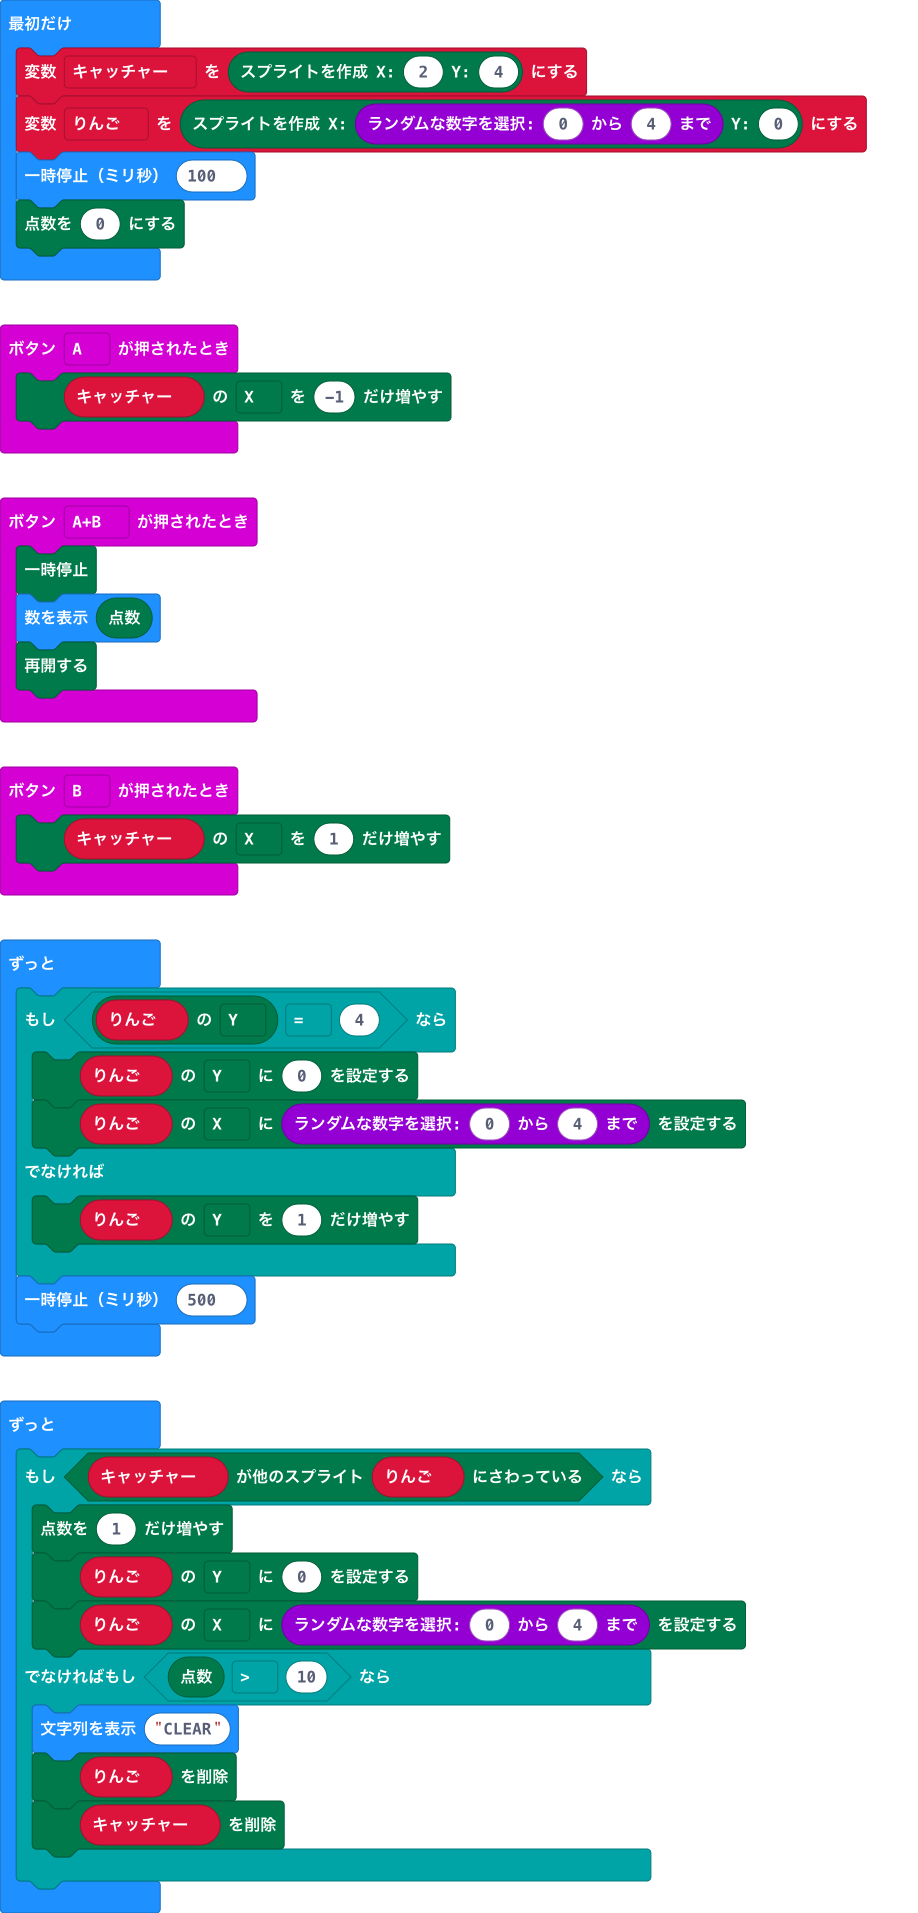 最初だけ
変数 キャッチャー を スプライトを作成 X: 2 Y: 4 にする
変数 りんご を スプライトを作成 X: ランダムな数字を選択: 0 から 4 まで Y: 0 にする
一時停止（ミリ秒） 100
点数を 0 にする
ボタン A が押されたとき
キャッチャー の X を -1 だけ増やす
ボタン A+B が押されたとき
一時停止
数を表示 点数
再開する
ボタン B が押されたとき
キャッチャー の X を 1 だけ増やす
ずっと
もし りんご の Y = 4 なら
りんご の Y に 0 を設定する
りんご の X に ランダムな数字を選択: 0 から 4 まで を設定する
でなければ
りんご の Y を 1 だけ増やす
一時停止（ミリ秒） 500
ずっと
もし キャッチャー が他のスプライト りんご にさわっている なら
点数を 1 だけ増やす
りんご の Y に 0 を設定する
りんご の X に ランダムな数字を選択: 0 から 4 まで を設定する
でなければもし 点数 > 10 なら
文字列を表示 "CLEAR"
りんご を削除
キャッチャー を削除